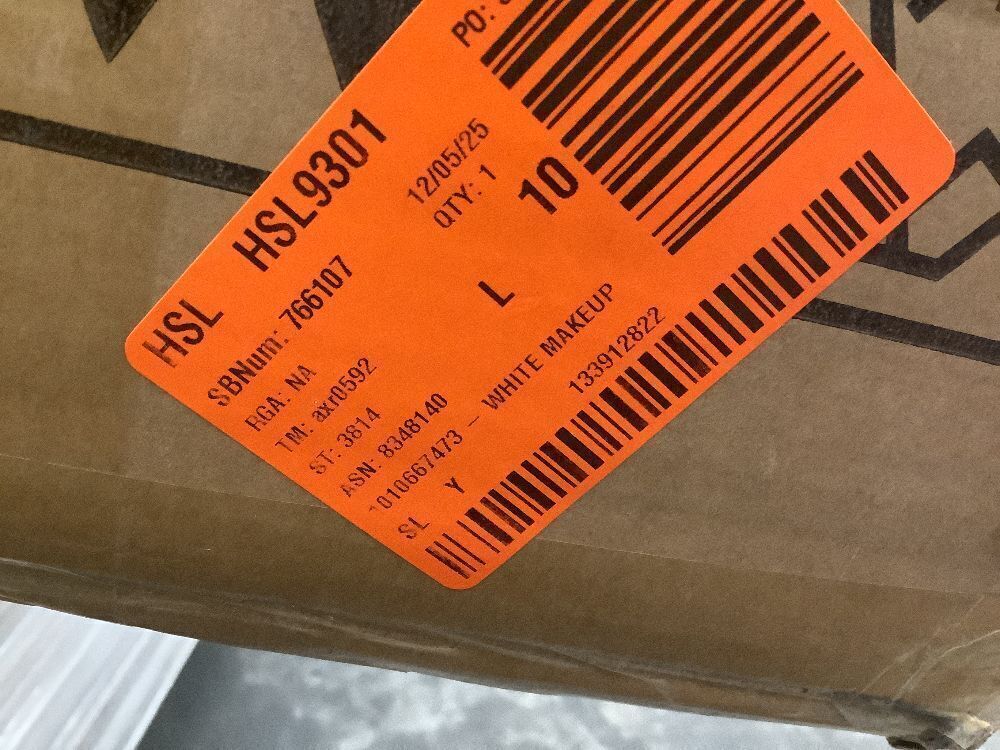 HSL HSL9301
SBNum: 766107 12/05/25 PO:
RGA: NA QTY: 1
TM: axr0592
ST: 3814 L 10
ASN: 8348140
1010667473 – WHITE MAKEUP
SL Y 133912822